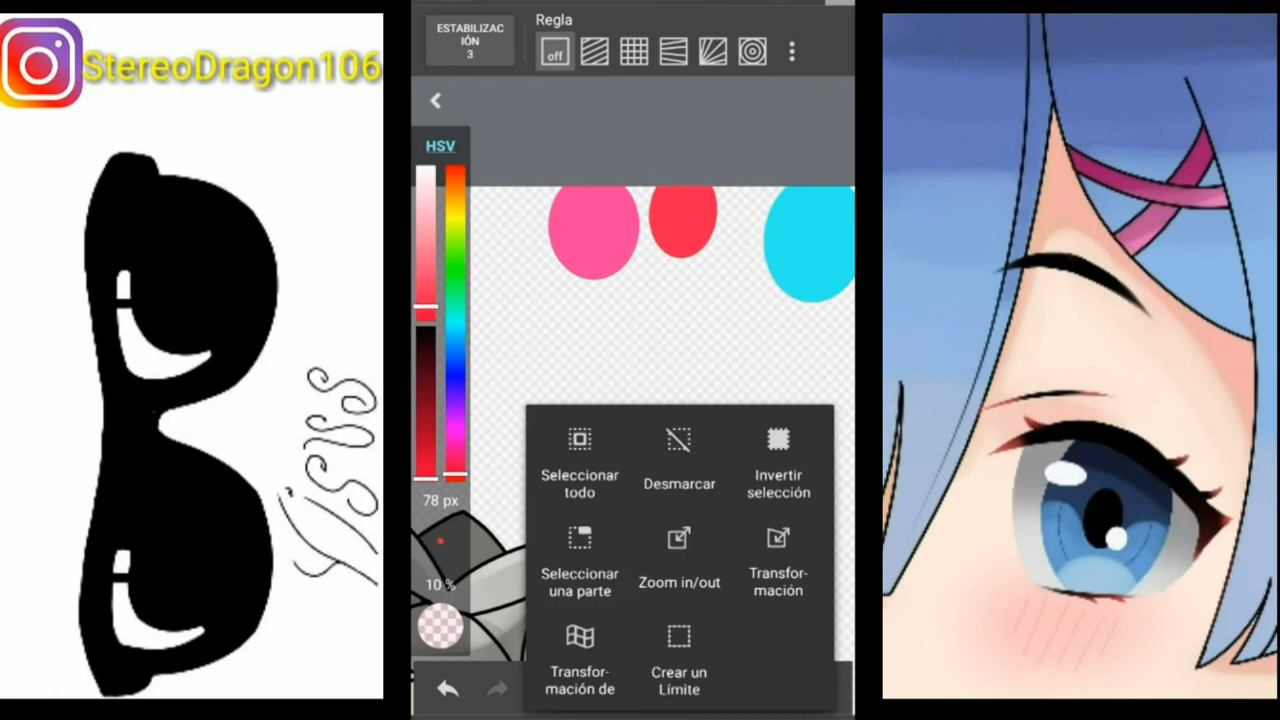 StereoDragon106
ESTABILIZAC
IÓN
3
Regla
off
HSV
78 px
10 %
Seleccionar
todo
Desmarcar
Invertir
selección
Seleccionar
una parte
Zoom in/out
Transfor-
mación
Transfor-
mación de
Crear un
Límite